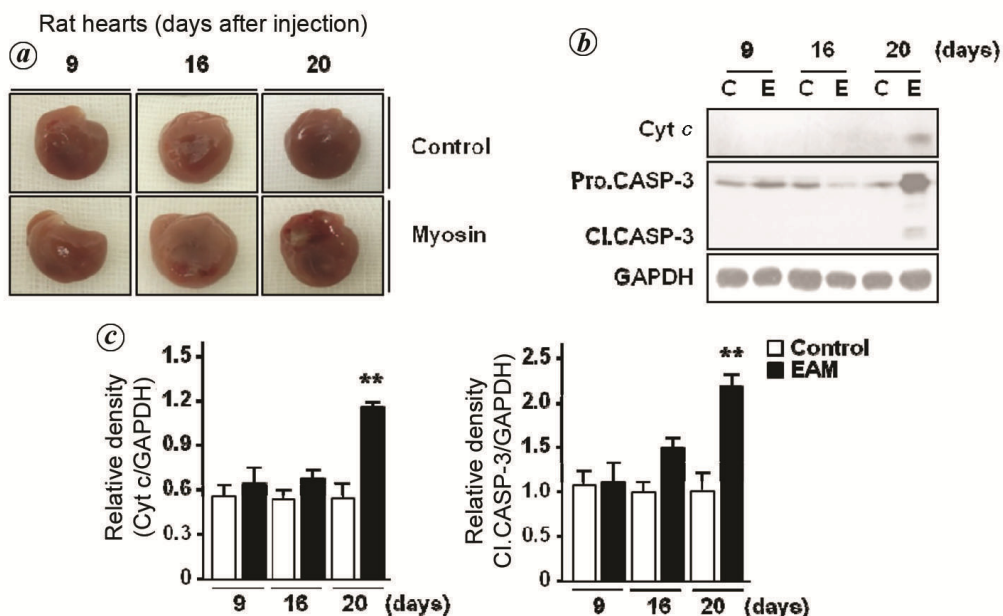 Rat hearts (days after injection)
a
9 16 20
Control
Myosin
b
9 16 20 (days)
C E C E C E
Cyt c
Pro.CASP-3
Cl.CASP-3
GAPDH
c
Relative density
(Cyt c/GAPDH)
1.5
1.2
0.9
0.6
0.3
0
**
9 16 20 (days)
Relative density
Cl.CASP-3/GAPDH)
2.5
2.0
1.5
1.0
0.5
0
**
9 16 20 (days)
Control
EAM